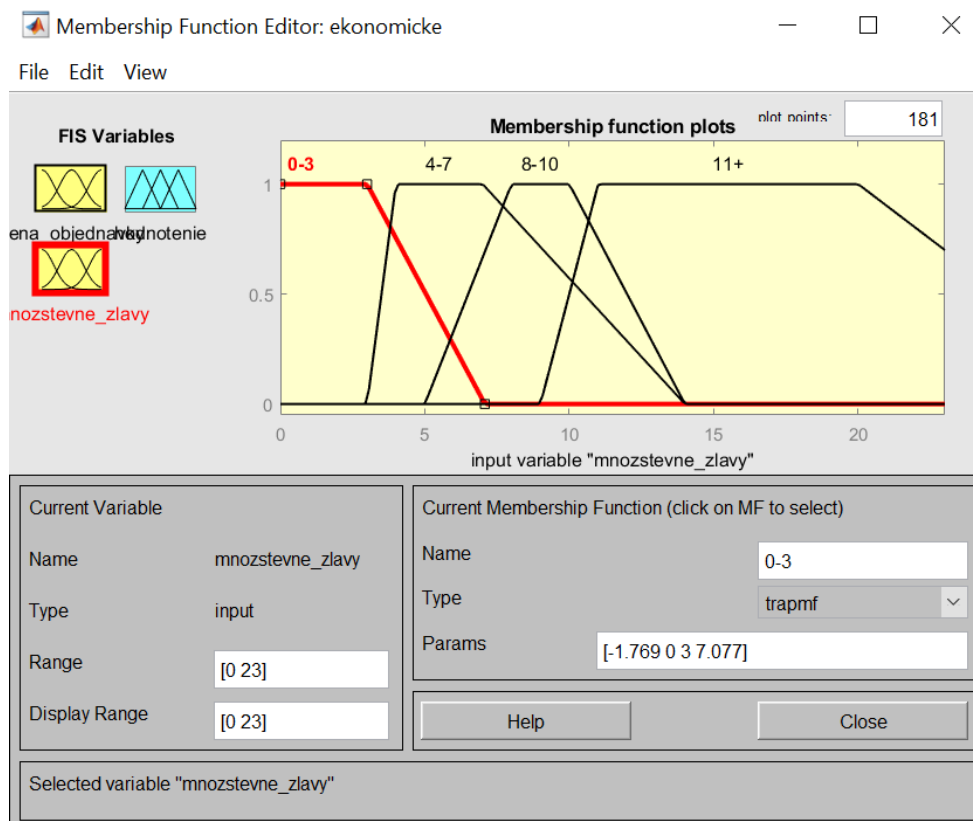 Membership Function Editor: ekonomicke
File Edit View
FIS Variables
Membership function plots
plot points:
181
ena_objednavky
hodnotenie
nozstevne_zlavy
0-3
4-7
8-10
11+
1
0.5
0
0 5 10 15 20
input variable "mnozstevne_zlavy"
Current Variable
Name mnozstevne_zlavy
Type input
Range [0 23]
Display Range [0 23]
Current Membership Function (click on MF to select)
Name 0-3
Type trapmf
Params [-1.769 0 3 7.077]
Help Close
Selected variable "mnozstevne_zlavy"